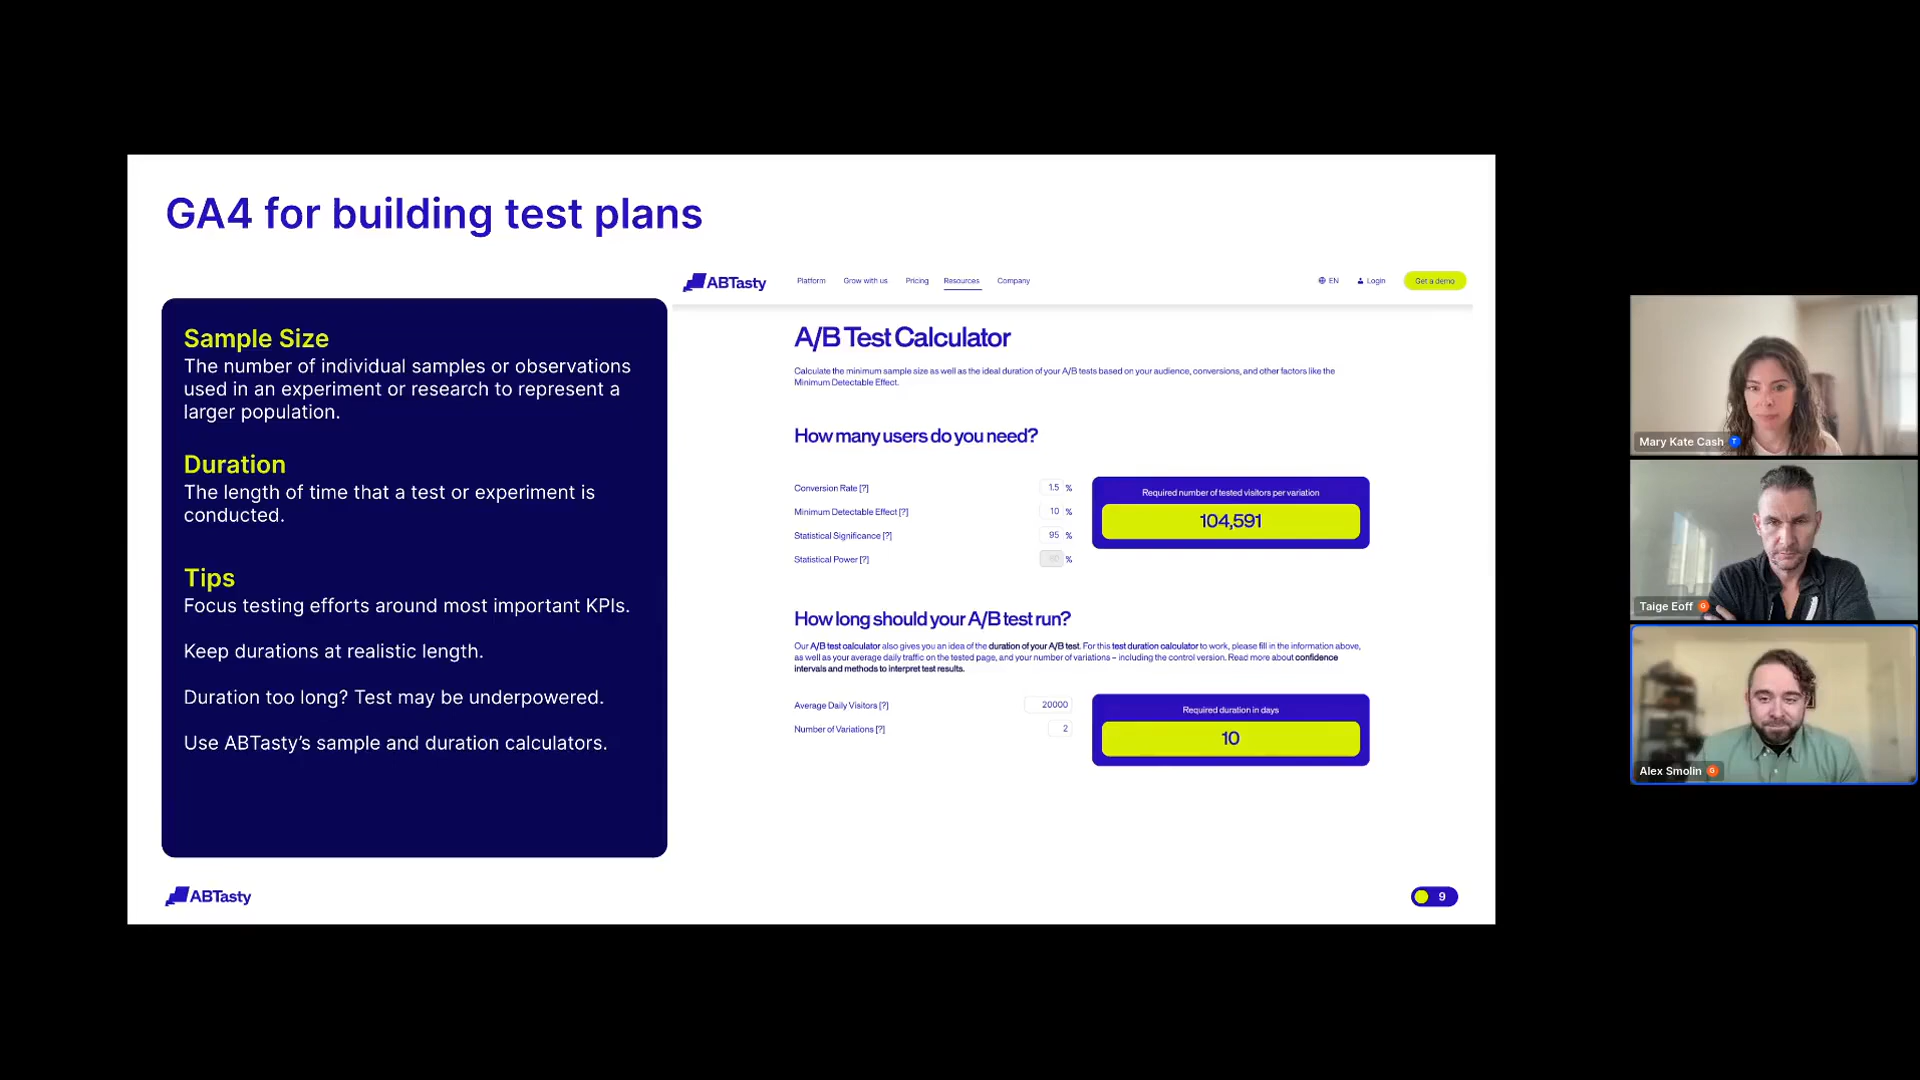 GA4 for building test plans
Sample Size
The number of individual samples or observations
used in an experiment or research to represent a
larger population.
Duration
The length of time that a test or experiment is
conducted.
Tips
Focus testing efforts around most important KPIs.
Keep durations at realistic length.
Duration too long? Test may be underpowered.
Use ABTasty’s sample and duration calculators.
ABTasty
ABTasty Platform Grow with us Pricing Resources Company EN Login Get a demo
A/B Test Calculator
Calculate the minimum sample size as well as the ideal duration of your A/B tests based on your audience, conversions, and other factors like the
Minimum Detectable Effect.
How many users do you need?
Conversion Rate [?] 1.5 %
Minimum Detectable Effect [?] 10 %
Statistical Significance [?] 95 %
Statistical Power [?] %
Required number of tested visitors per variation
104,591
How long should your A/B test run?
Our A/B test calculator also gives you an idea of the duration of your A/B test. For this test duration calculator to work, please fill in the information above,
as well as your average daily traffic on the tested page, and your number of variations – including the control version. Read more about confidence
intervals and methods to interpret test results.
Average Daily Visitors [?] 20000
Number of Variations [?] 2
Required duration in days
10
9
Mary Kate Cash T
Taige Eoff G
Alex Smolin G